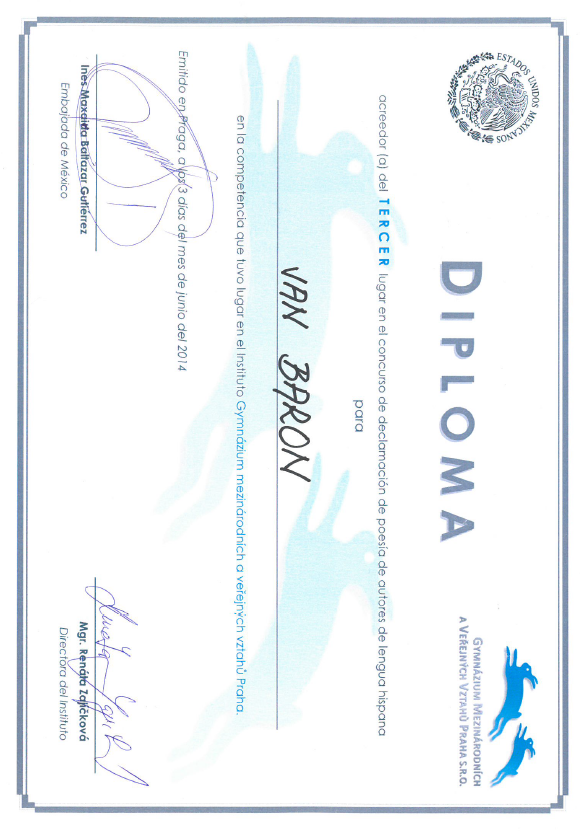 ESTADOS UNIDOS MEXICANOS
DIPLOMA
GYMNÁZIUM MEZINÁRODNÍCH
A VEŘEJNÝCH VZTAHŮ PRAHA S.R.O.
acreedor (a) del TERCER lugar en el concurso de declamación de poesía de autores de lengua hispana
para
VAN BARON
en la competencia que tuvo lugar en el Instituto Gymnázium mezinárodních a veřejných vztahů Praha.
Emitido en Praga, a los 3 días del mes de junio del 2014
Ines Maxaida Baltazar Gutiérrez
Embajada de México
Mgr. Renáta Zajíčková
Directora del Instituto